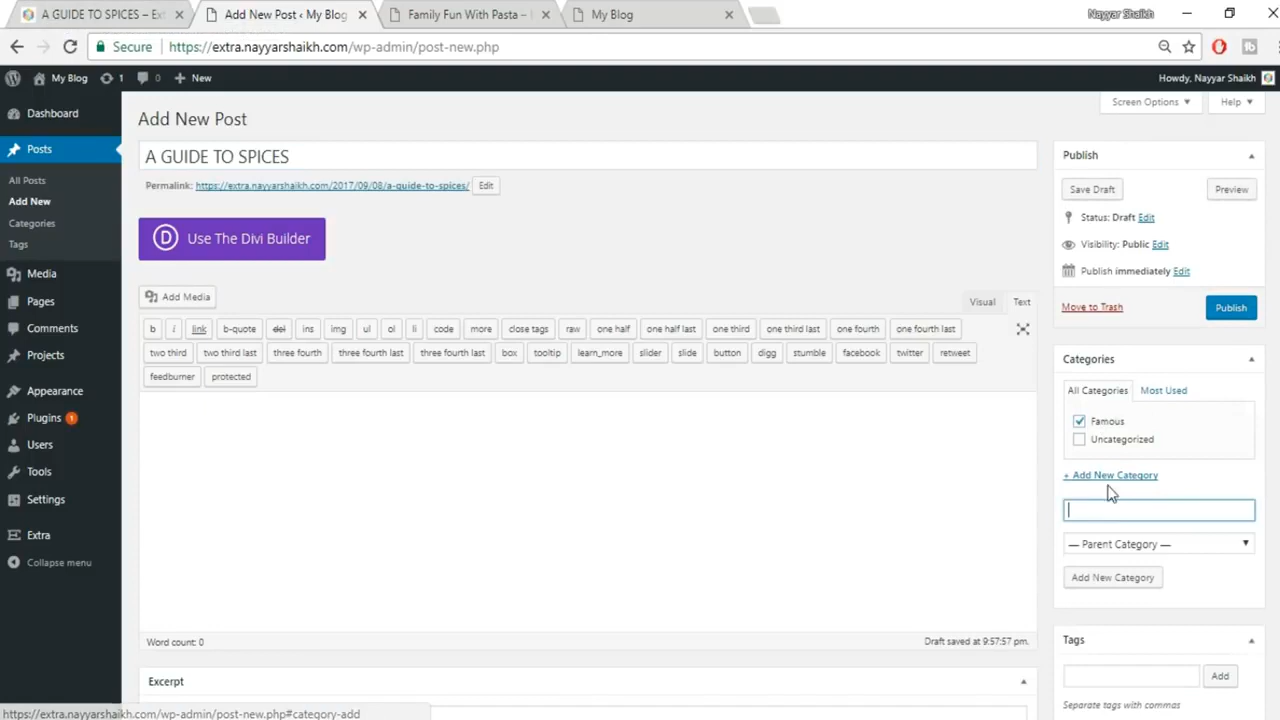 A GUIDE TO SPICES – Ext
Add New Post ‹ My Blog
Family Fun With Pasta –
My Blog
Nayyar Shaikh
Secure
https://extra.nayyarshaikh.com/wp-admin/post-new.php
My Blog
1
0
New
Howdy, Nayyar Shaikh
Dashboard
Posts
All Posts
Add New
Categories
Tags
Media
Pages
Comments
Projects
Appearance
Plugins 1
Users
Tools
Settings
Extra
Collapse menu
Screen Options
Help
Add New Post
A GUIDE TO SPICES
Permalink: https://extra.nayyarshaikh.com/2017/09/08/a-guide-to-spices/ Edit
D Use The Divi Builder
Add Media
Visual Text
b i link b-quote del ins img ul ol li code more close tags raw one half one half last one third one third last one fourth one fourth last
two third two third last three fourth three fourth last three fourth last box tooltip learn_more slider slide button digg stumble facebook twitter retweet
feedburner protected
Word count: 0
Draft saved at 9:57:57 pm.
Excerpt
Publish
Save Draft Preview
Status: Draft Edit
Visibility: Public Edit
Publish immediately Edit
Move to Trash Publish
Categories
All Categories Most Used
Famous
Uncategorized
+ Add New Category
— Parent Category —
Add New Category
Tags
Add
Separate tags with commas
https://extra.nayyarshaikh.com/wp-admin/post-new.php#category-add